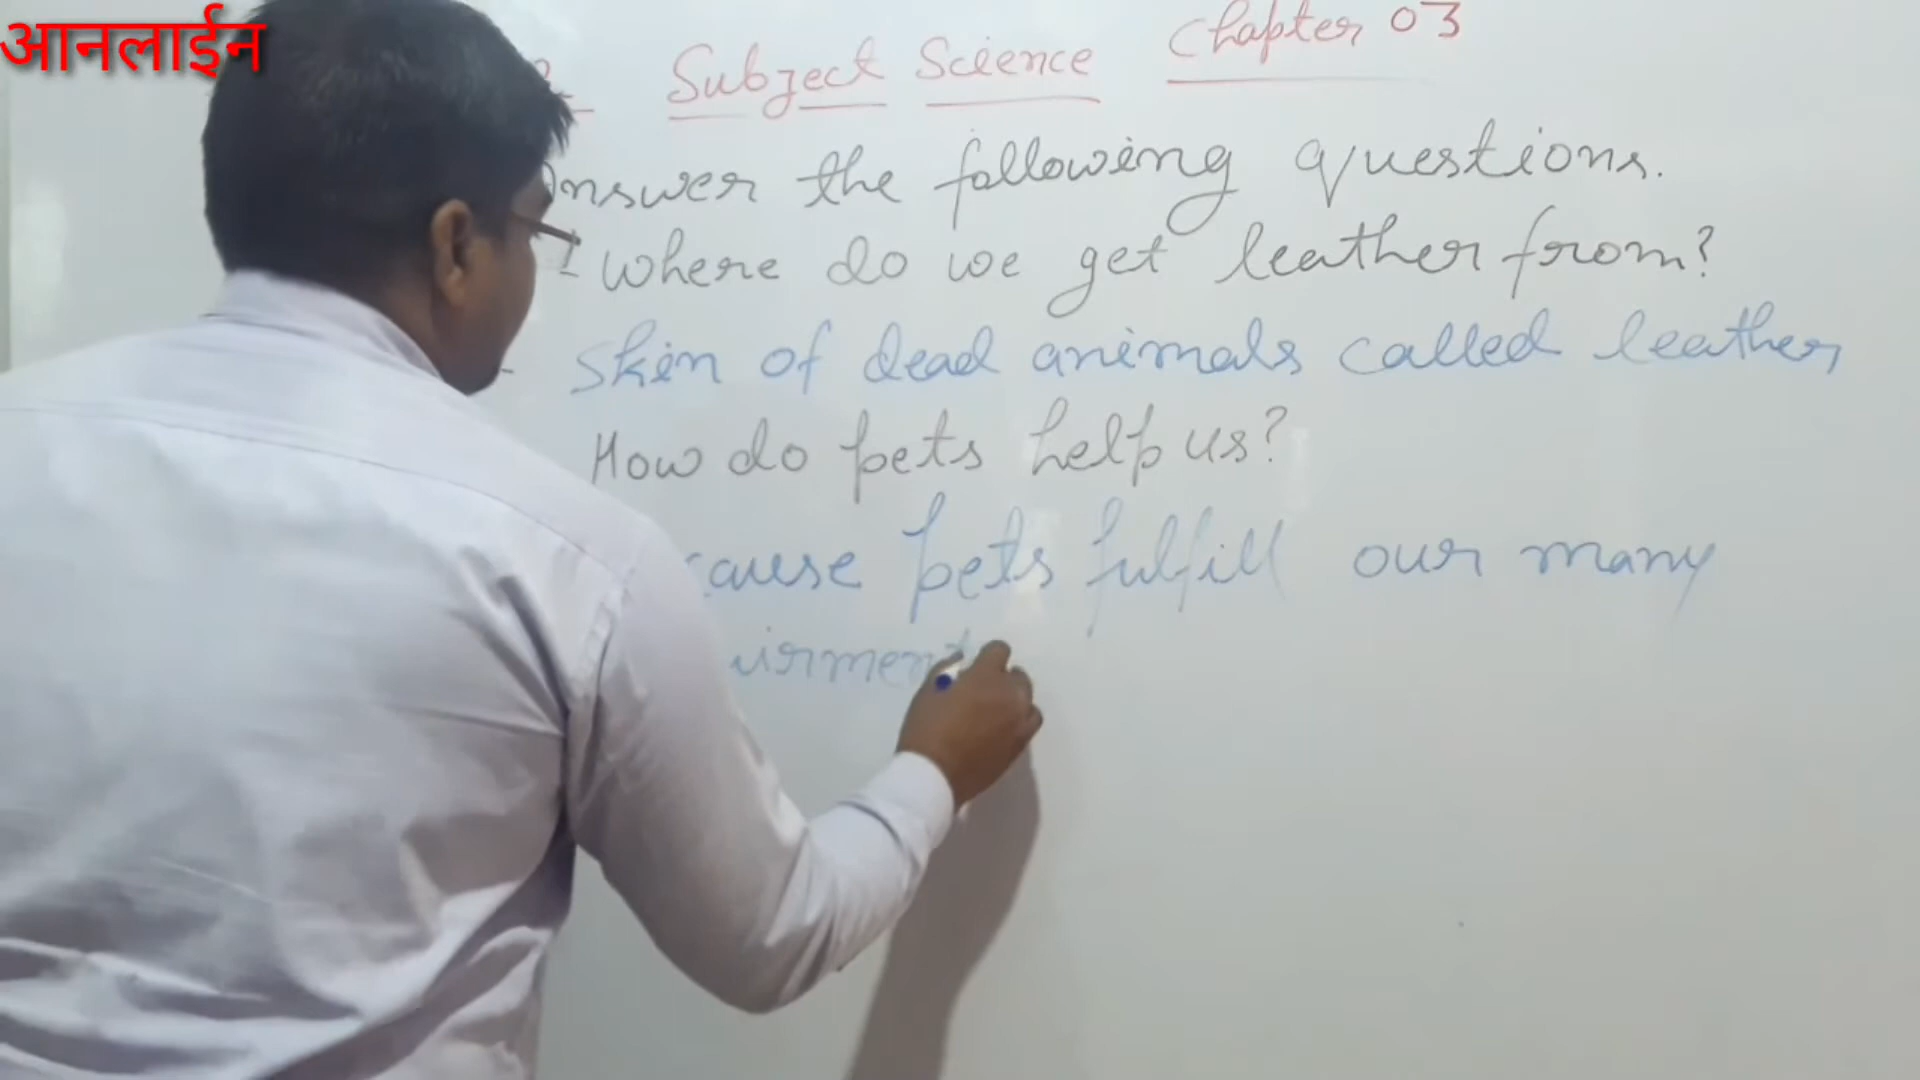 आनलाईन
Subject Science Chapter 03
Answer the following questions.
Where do we get leather from?
Skin of dead animals called leather
How do pets help us?
pets fulfill our many